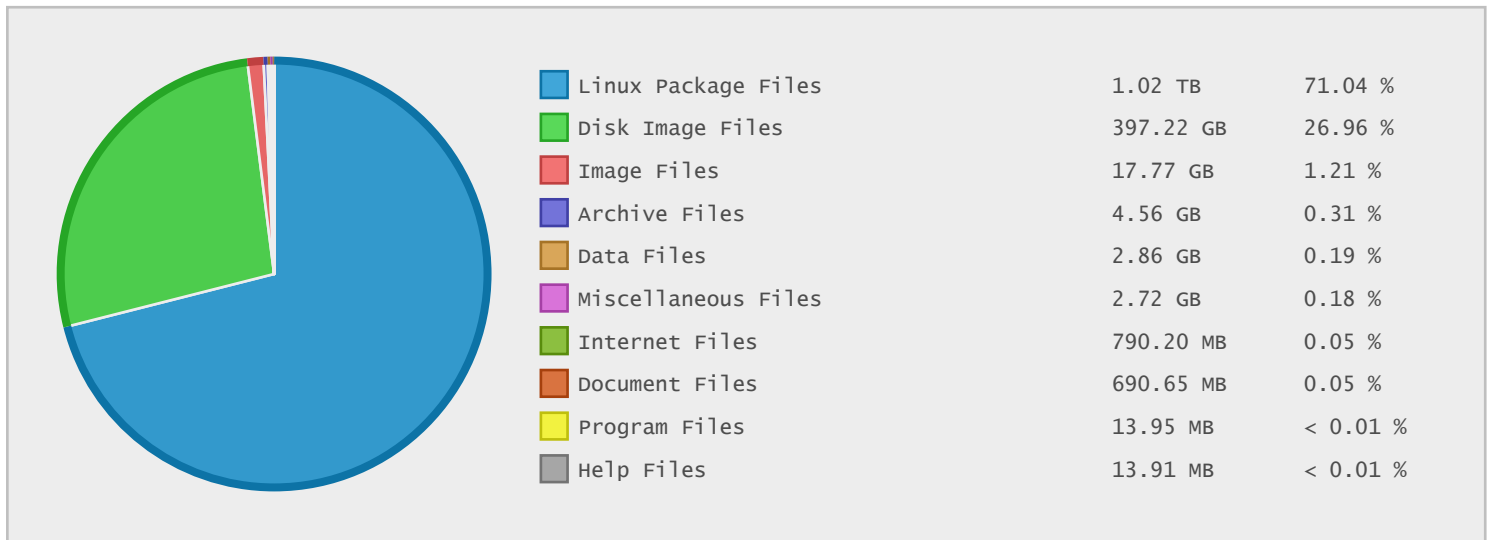 Linux Package Files 1.02 TB 71.04 %
Disk Image Files 397.22 GB 26.96 %
Image Files 17.77 GB 1.21 %
Archive Files 4.56 GB 0.31 %
Data Files 2.86 GB 0.19 %
Miscellaneous Files 2.72 GB 0.18 %
Internet Files 790.20 MB 0.05 %
Document Files 690.65 MB 0.05 %
Program Files 13.95 MB < 0.01 %
Help Files 13.91 MB < 0.01 %